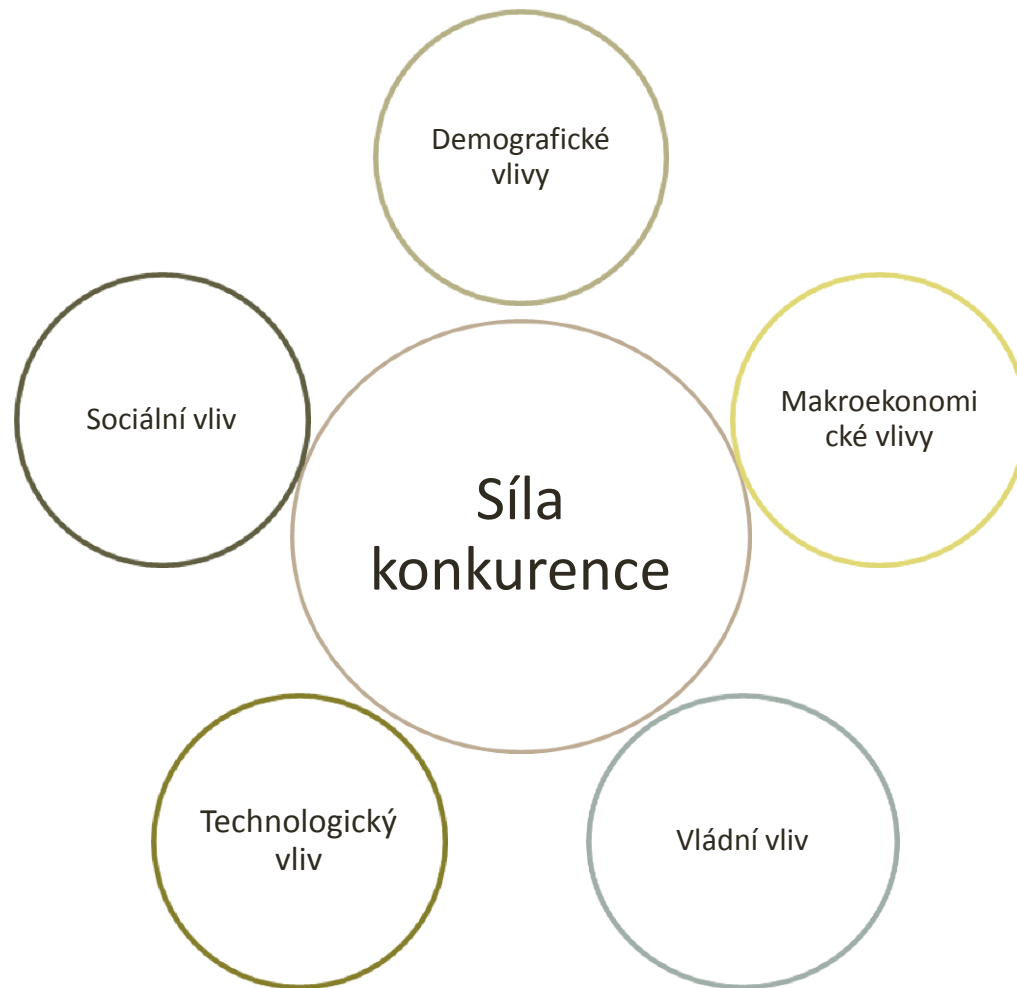 Demografické
vlivy
Sociální vliv
Makroekonomi
cké vlivy
Síla
konkurence
Technologický
vliv
Vládní vliv